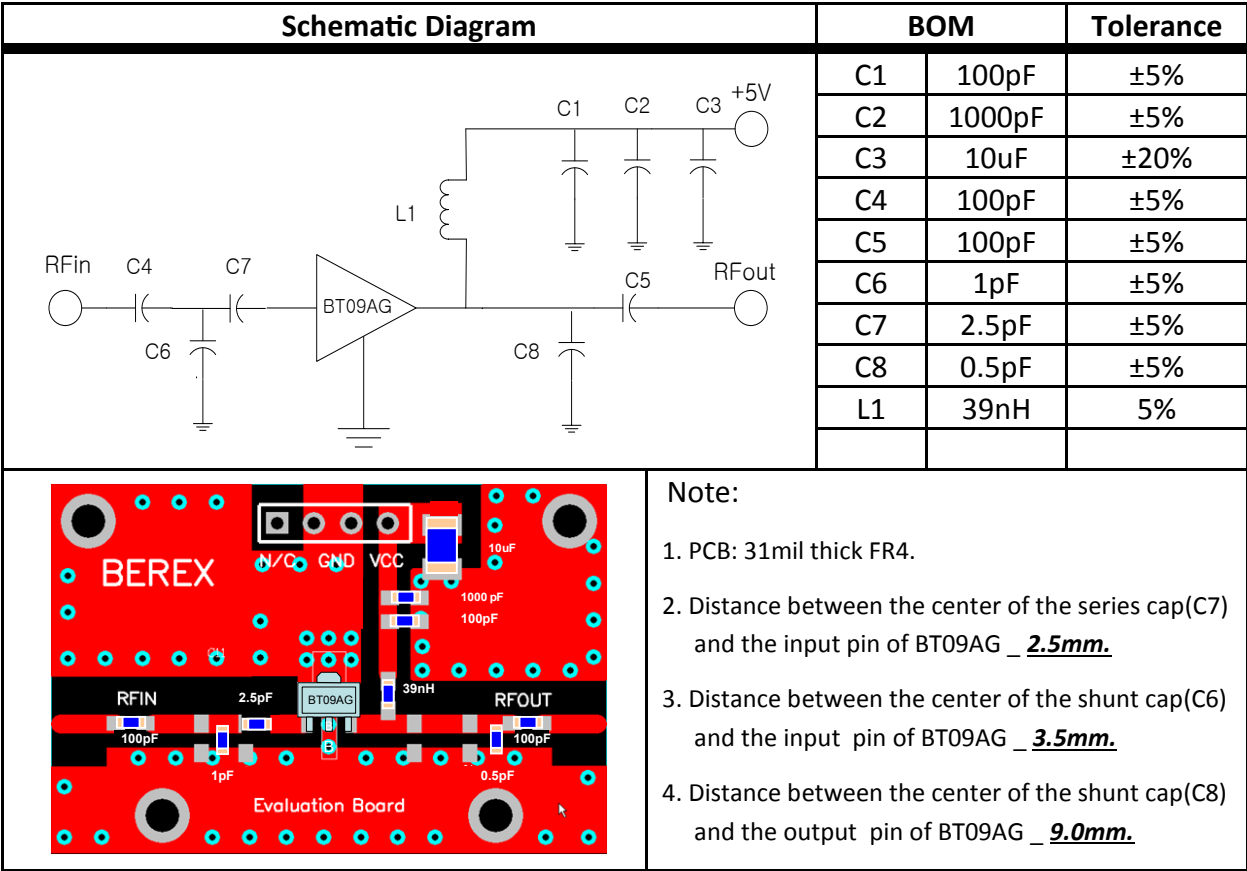 Schematic Diagram
BOM
Tolerance
C1 100pF ±5%
C2 1000pF ±5%
C3 10uF ±20%
C4 100pF ±5%
C5 100pF ±5%
C6 1pF ±5%
C7 2.5pF ±5%
C8 0.5pF ±5%
L1 39nH 5%
C1 C2 C3 +5V
L1
RFin C4 C7 C5 RFout
BT09AG
C6 C8
10uF
N/C GND VCC
BEREX
1000 pF
100pF
39nH
RFIN 2.5pF BT09AG RFOUT
100pF 100pF
1pF 0.5pF
Evaluation Board
Note:
1. PCB: 31mil thick FR4.
2. Distance between the center of the series cap(C7)
and the input pin of BT09AG _ 2.5mm.
3. Distance between the center of the shunt cap(C6)
and the input pin of BT09AG _ 3.5mm.
4. Distance between the center of the shunt cap(C8)
and the output pin of BT09AG _ 9.0mm.